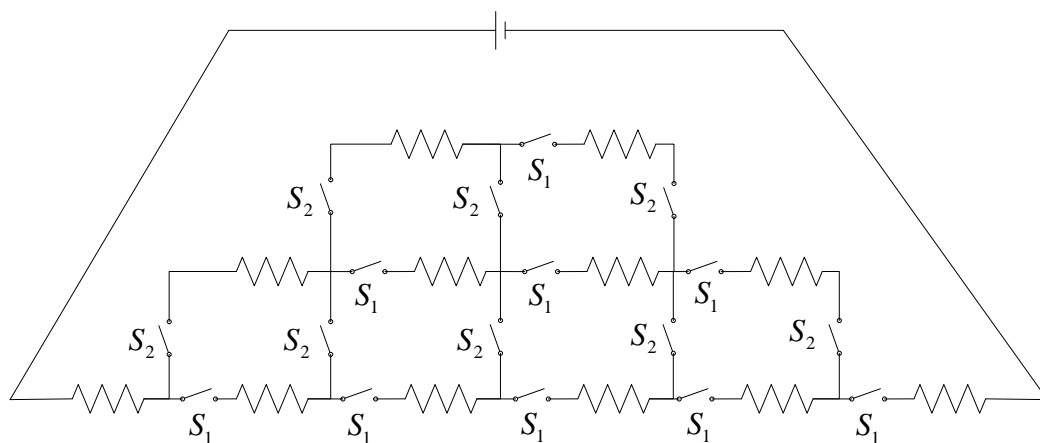 S₁
S₂ S₂ S₂
S₁ S₁ S₁
S₂ S₂ S₂ S₂ S₂
S₁ S₁ S₁ S₁ S₁